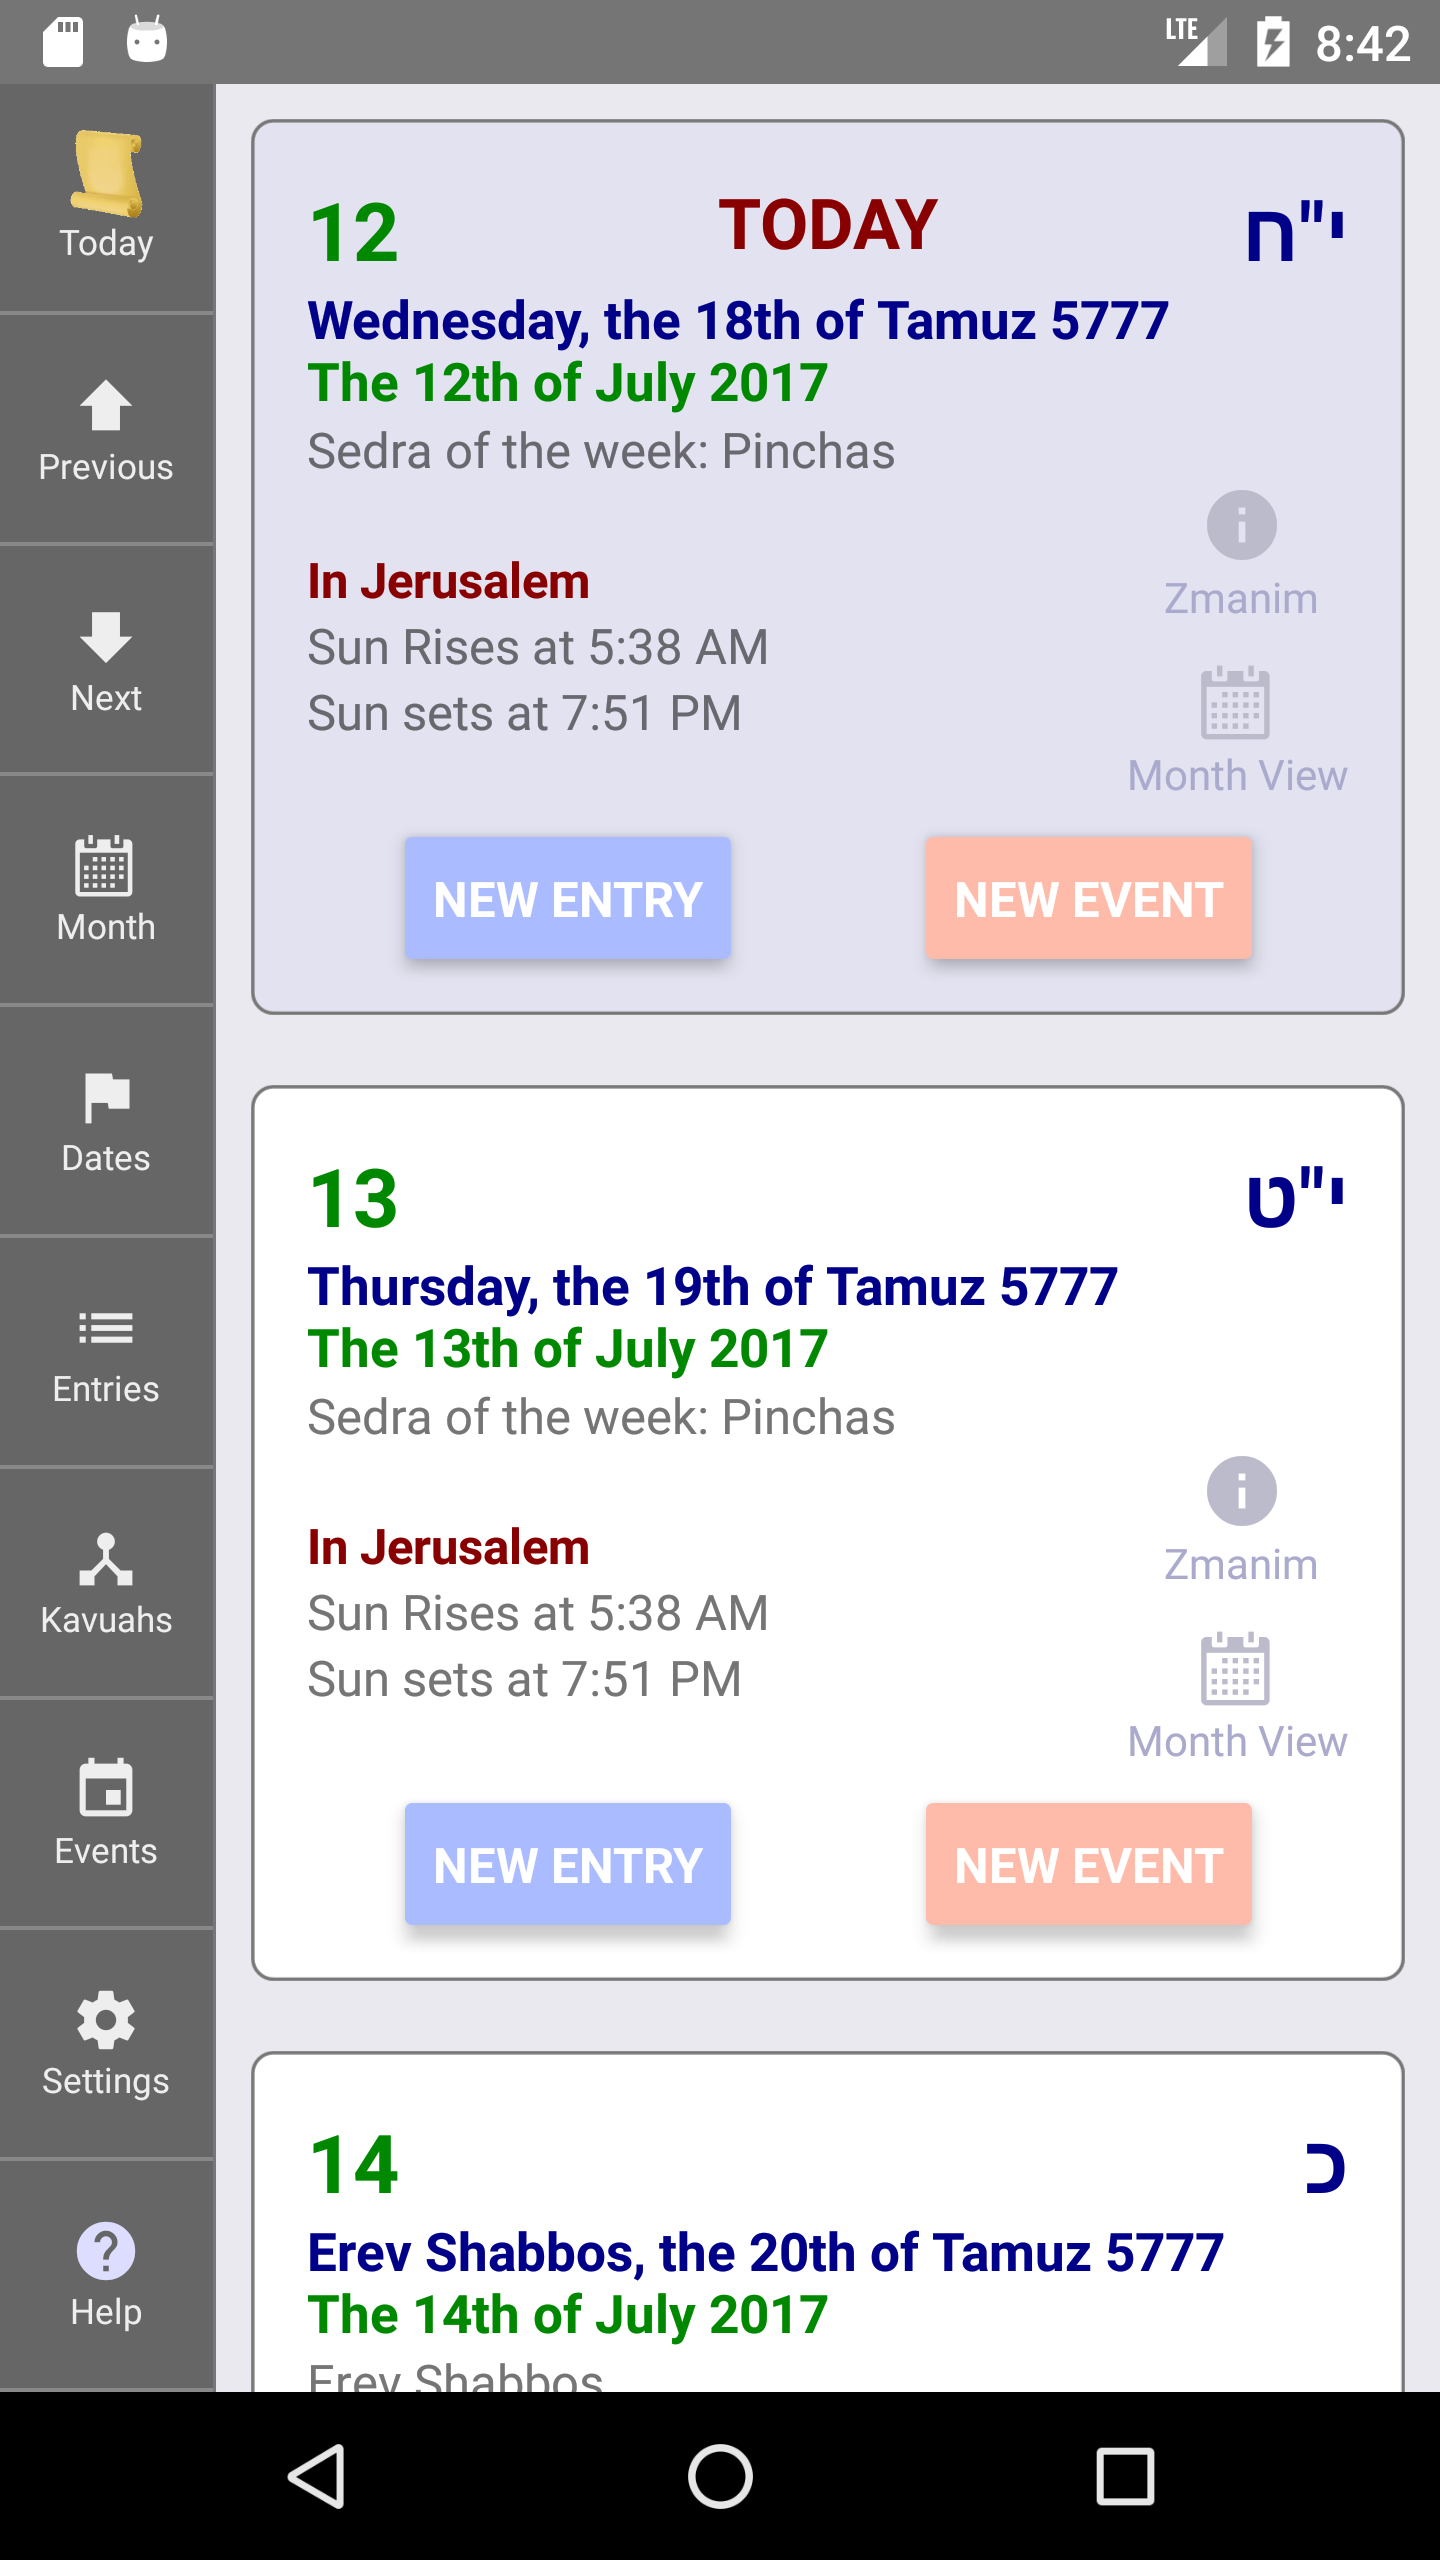 LTE 8:42
Today
Previous
Next
Month
Dates
Entries
Kavuahs
Events
Settings
Help
12 TODAY י"ח
Wednesday, the 18th of Tamuz 5777
The 12th of July 2017
Sedra of the week: Pinchas
In Jerusalem
Sun Rises at 5:38 AM
Sun sets at 7:51 PM
Zmanim
Month View
NEW ENTRY NEW EVENT
13 י"ט
Thursday, the 19th of Tamuz 5777
The 13th of July 2017
Sedra of the week: Pinchas
In Jerusalem
Sun Rises at 5:38 AM
Sun sets at 7:51 PM
Zmanim
Month View
NEW ENTRY NEW EVENT
14 כ
Erev Shabbos, the 20th of Tamuz 5777
The 14th of July 2017
Erev Shabbos